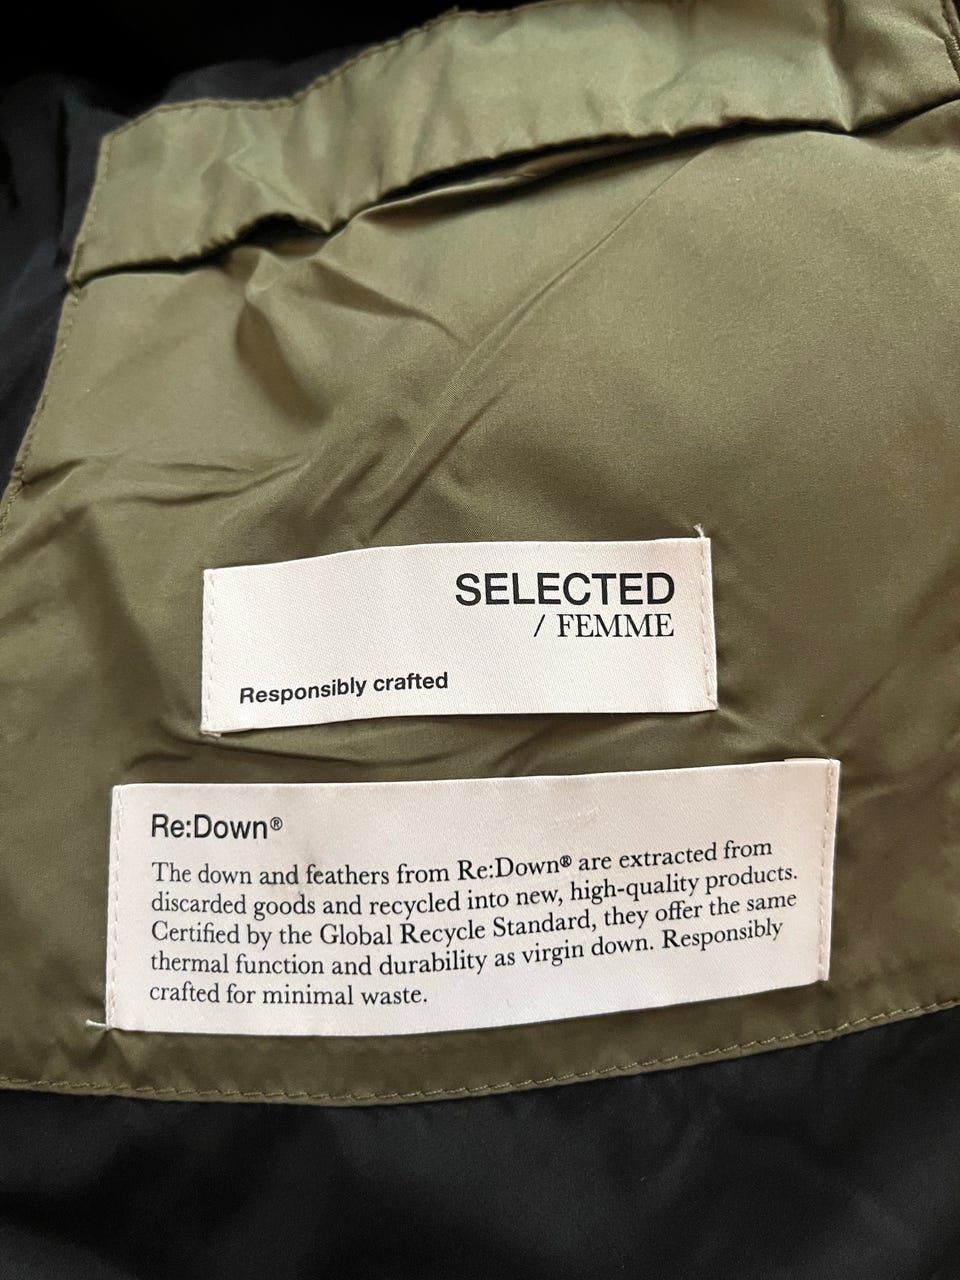 SELECTED
/ FEMME
Responsibly crafted
Re:Down®
The down and feathers from Re:Down® are extracted from
discarded goods and recycled into new, high-quality products.
Certified by the Global Recycle Standard, they offer the same
thermal function and durability as virgin down. Responsibly
crafted for minimal waste.